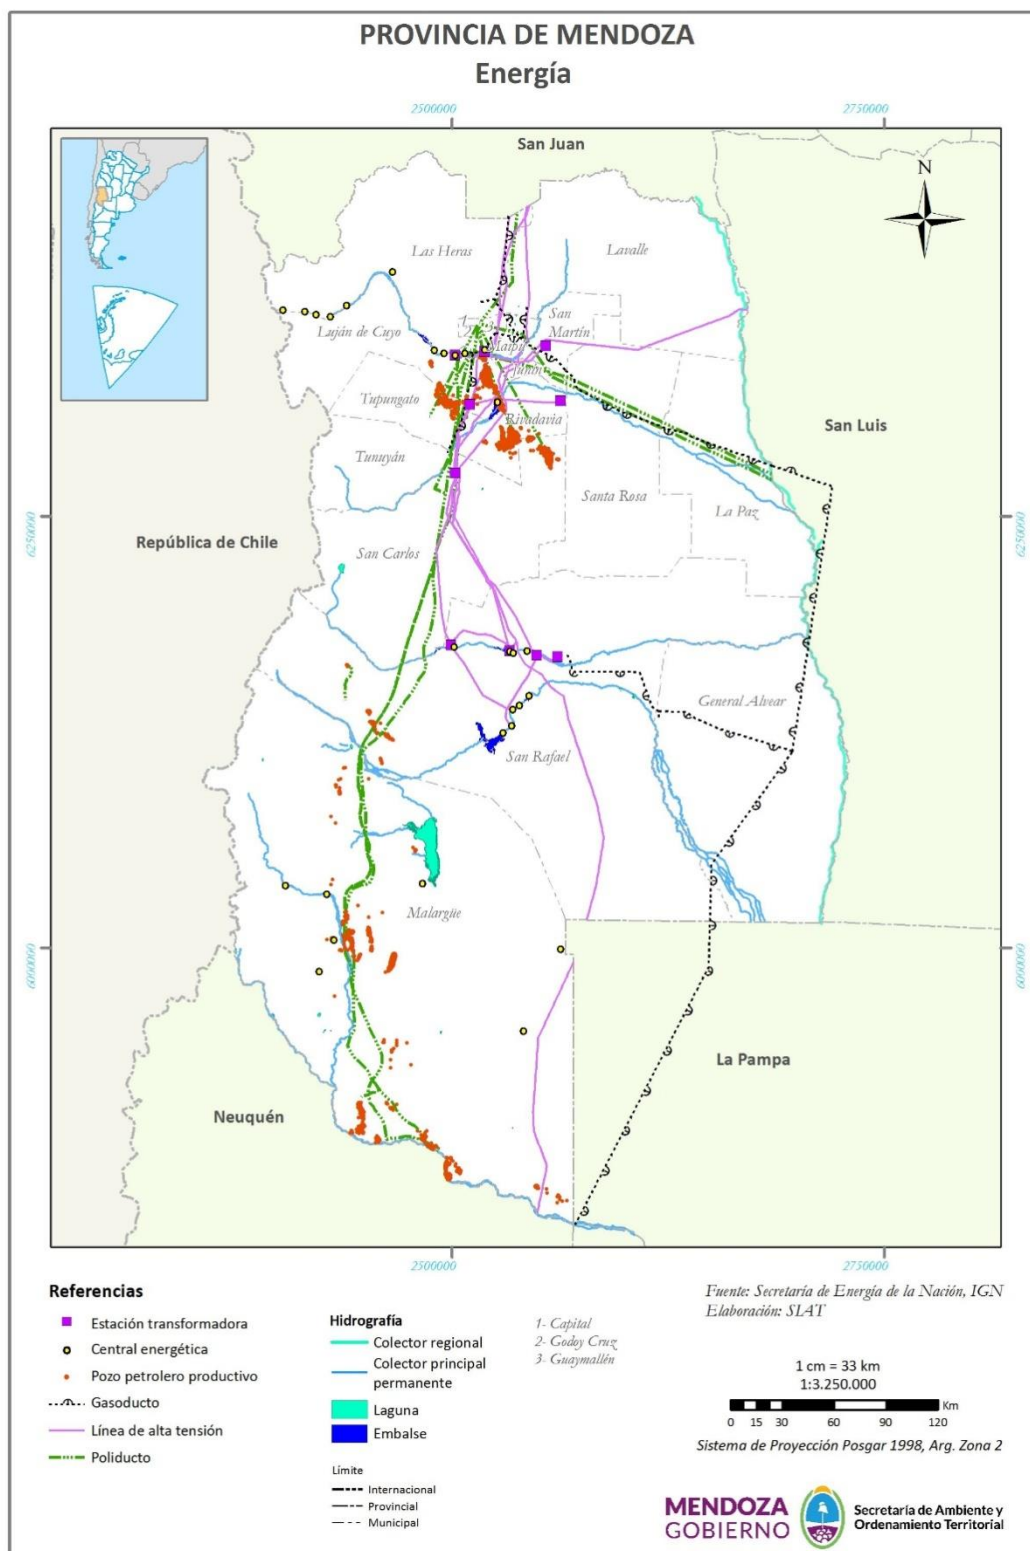 PROVINCIA DE MENDOZA
Energía
2500000
2750000
San Juan
N
Las Heras
Lavalle
San
Martín
1
2
3
Luján de Cuyo
Maipú
Junín
Tupungato
Rivadavia
San Luis
Tunuyán
Santa Rosa
La Paz
6250000
6250000
República de Chile
San Carlos
General Alvear
San Rafael
Malargüe
6000000
6000000
La Pampa
Neuquén
2500000
2750000
Referencias
Estación transformadora
Central energética
Pozo petrolero productivo
Gasoducto
Línea de alta tensión
Poliducto
Hidrografía
Colector regional
Colector principal
permanente
Laguna
Embalse
Límite
Internacional
Provincial
Municipal
1- Capital
2- Godoy Cruz
3- Guaymallén
Fuente: Secretaría de Energía de la Nación, IGN
Elaboración: SLAT
1 cm = 33 km
1:3.250.000
Km
0 15 30 60 90 120
Sistema de Proyección Posgar 1998, Arg. Zona 2
MENDOZA
GOBIERNO
Secretaría de Ambiente y
Ordenamiento Territorial